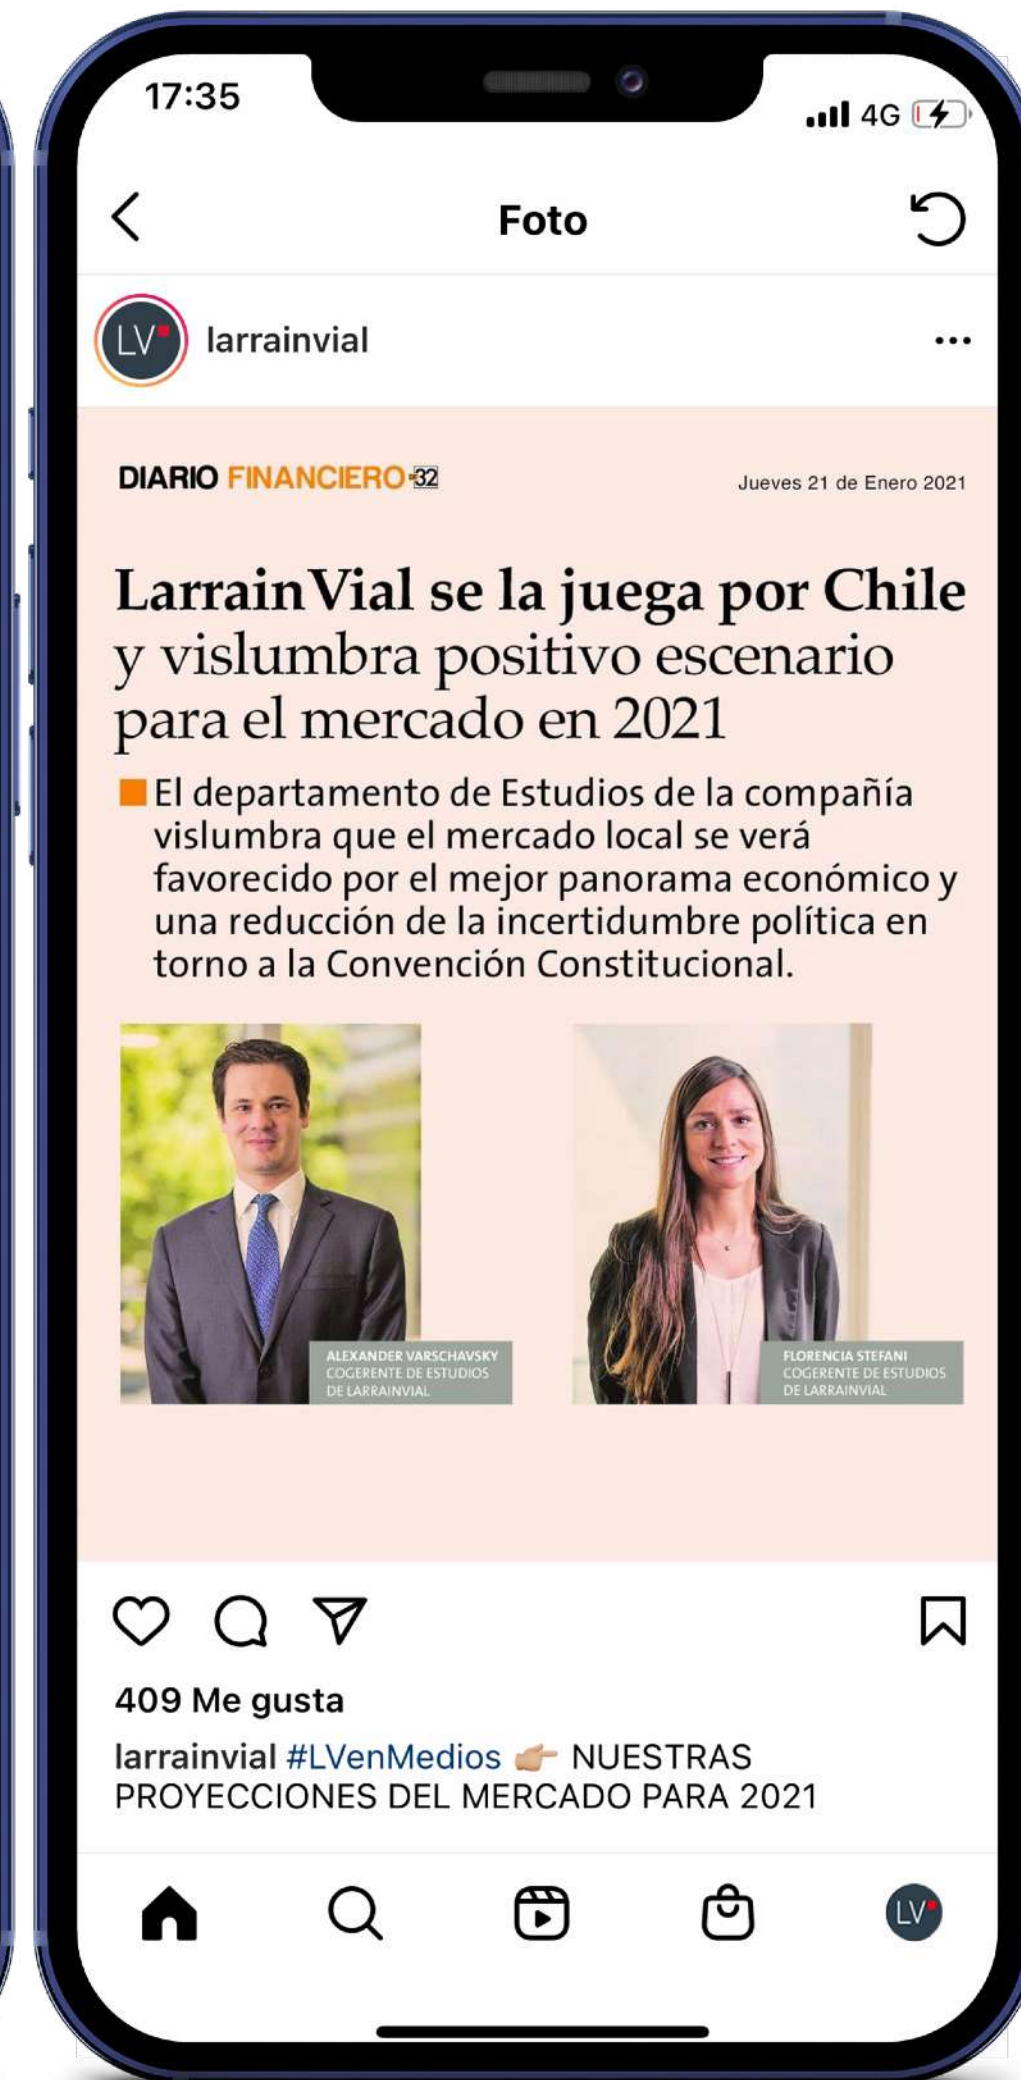 17:35
4G
Foto
LV
larrainvial
DIARIO FINANCIERO 32
Jueves 21 de Enero 2021
LarrainVial se la juega por Chile
y vislumbra positivo escenario
para el mercado en 2021
El departamento de Estudios de la compañía
vislumbra que el mercado local se verá
favorecido por el mejor panorama económico y
una reducción de la incertidumbre política en
torno a la Convención Constitucional.
ALEXANDER VARSCHAVSKY
COGERENTE DE ESTUDIOS
DE LARRAINVIAL
FLORENCIA STEFANI
COGERENTE DE ESTUDIOS
DE LARRAINVIAL
409 Me gusta
larrainvial #LVenMedios 👉🏼 NUESTRAS
PROYECCIONES DEL MERCADO PARA 2021
LV